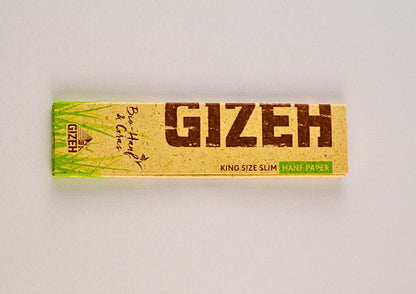 GIZEH
Bio-Hanf
& Gras
GIZEH
KING SIZE SLIM HANF PAPER